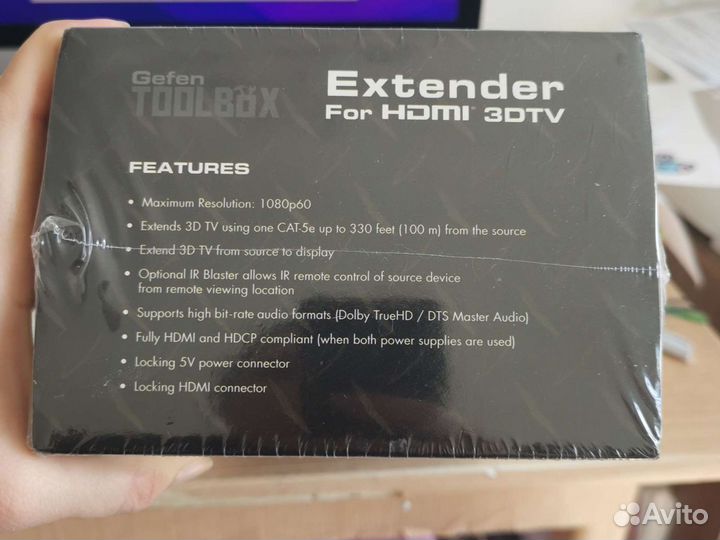 Gefen
TOOLBOX
Extender
For HDMI 3DTV
FEATURES
• Maximum Resolution: 1080p60
• Extends 3D TV using one CAT-5e up to 330 feet (100 m) from the source
• Extend 3D TV from source to display
• Optional IR Blaster allows IR remote control of source device
from remote viewing location
• Supports high bit-rate audio formats (Dolby TrueHD / DTS Master Audio)
• Fully HDMI and HDCP compliant (when both power supplies are used)
• Locking 5V power connector
• Locking HDMI connector
Avito